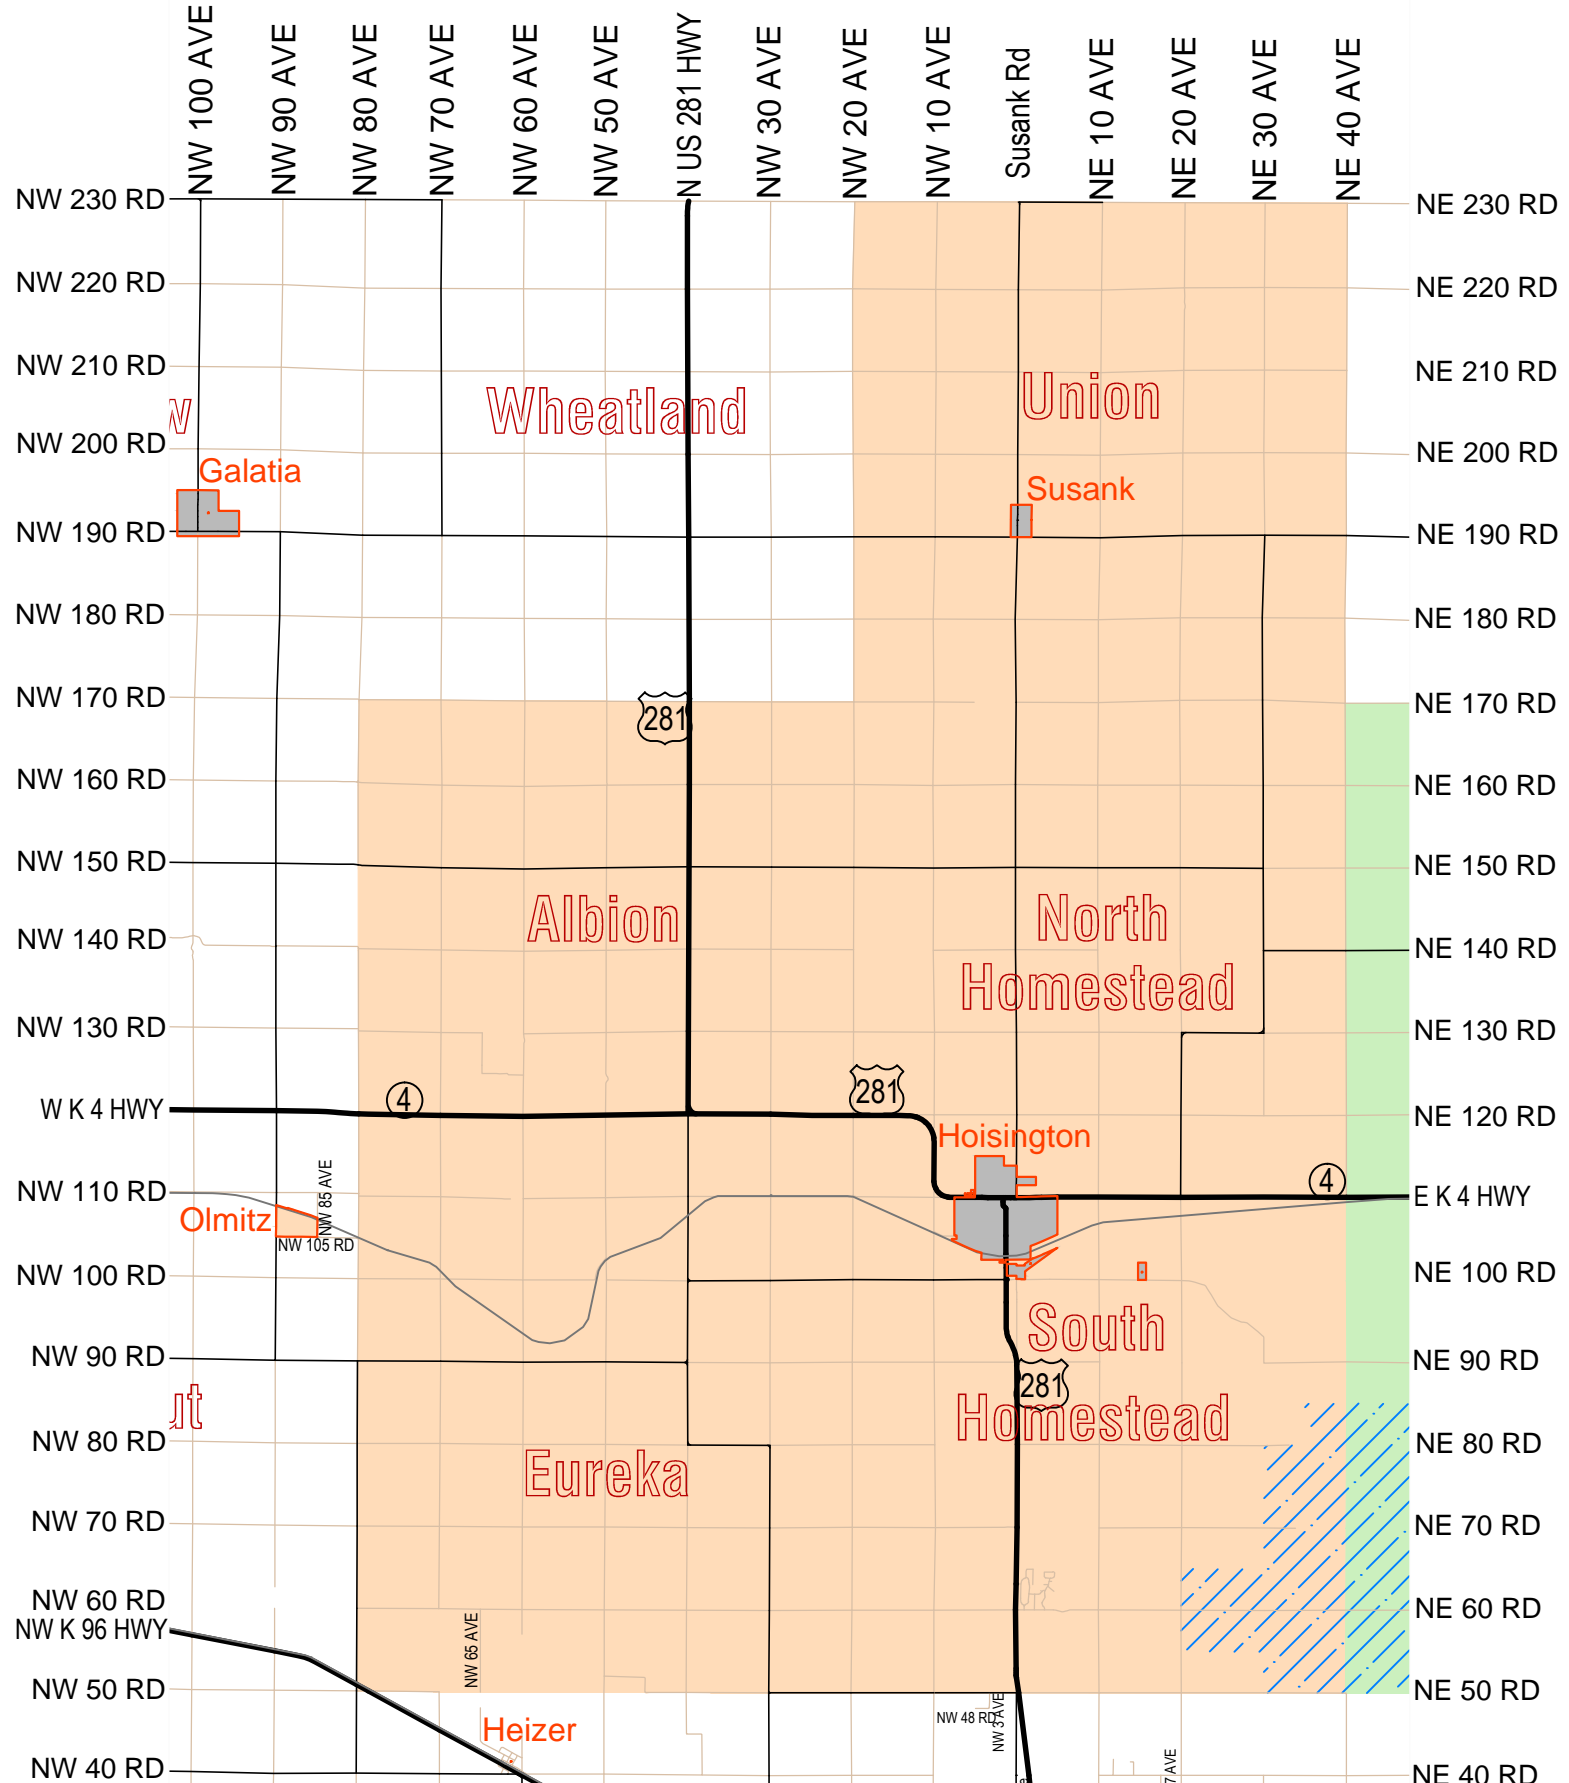 NW 100 AVE
NW 90 AVE
NW 80 AVE
NW 70 AVE
NW 60 AVE
NW 50 AVE
N US 281 HWY
NW 30 AVE
NW 20 AVE
NW 10 AVE
Susank Rd
NE 10 AVE
NE 20 AVE
NE 30 AVE
NE 40 AVE
NW 230 RD
NE 230 RD
NW 220 RD
NE 220 RD
NW 210 RD
NE 210 RD
w
Wheatland
Union
NW 200 RD
NE 200 RD
Galatia
Susank
NW 190 RD
NE 190 RD
NW 180 RD
NE 180 RD
NW 170 RD
281
NE 170 RD
NW 160 RD
NE 160 RD
NW 150 RD
NE 150 RD
Albion
North
Homestead
NW 140 RD
NE 140 RD
NW 130 RD
NE 130 RD
W K 4 HWY
4
281
NE 120 RD
Hoisington
NW 110 RD
NW 85 AVE
4
E K 4 HWY
Olmitz
NW 105 RD
NW 100 RD
NE 100 RD
South
Homestead
NW 90 RD
NE 90 RD
281
ut
NW 80 RD
NE 80 RD
Eureka
NW 70 RD
NE 70 RD
NW 60 RD
NE 60 RD
NW K 96 HWY
NW 65 AVE
NW 50 RD
NE 50 RD
NW 48 RD
NW 3 AVE
Heizer
7 AVE
NW 40 RD
NE 40 RD